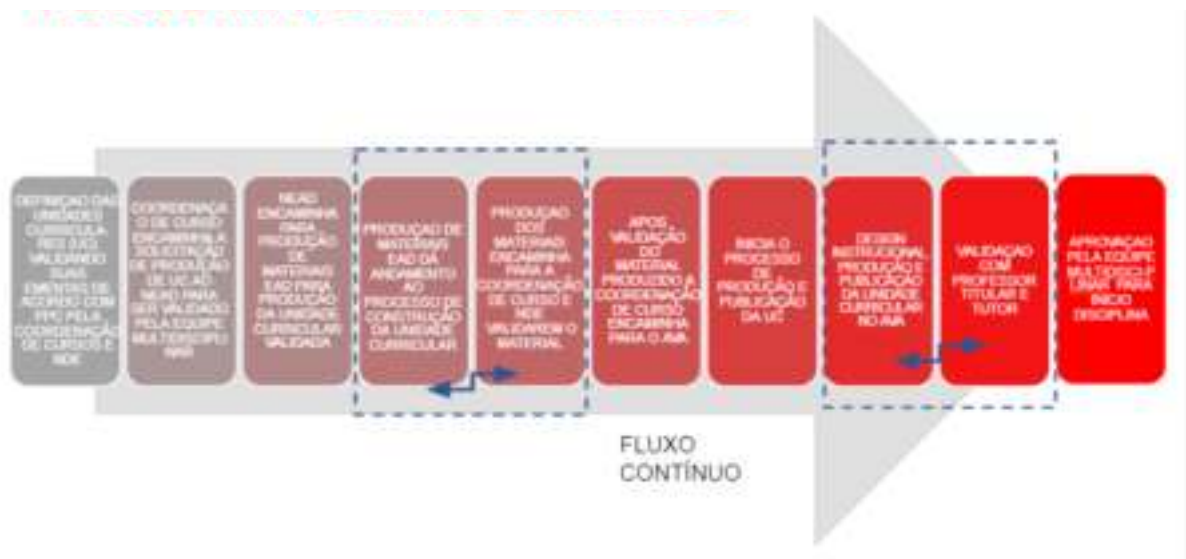 DEFINIÇÃO DAS
UNIDADES
CURRICULA
RES (UC),
VALIDANDO
SUAS
EMENTAS DE
ACORDO COM
PPC PELA
COORDENAÇÃO
DE CURSOS E
NDE
COORDENAÇÃ
O DE CURSO
ENCAMINHA A
SOLICITAÇÃO
DE PRODUÇÃO
DE UC AO
NEAD PARA
SER VALIDADO
PELA EQUIPE
MULTIDISCIPLI
NAR
NEAD
ENCAMINHA
PARA
PRODUÇÃO
DE
MATERIAIS
EAD PARA
PRODUÇÃO
DA UNIDADE
CURRICULAR
VALIDADA
PRODUÇÃO DE
MATERIAIS
EAD DÁ
ANDAMENTO
AO
PROCESSO DE
CONSTRUÇÃO
DA UNIDADE
CURRICULAR
PRODUÇÃO
DOS
MATERIAIS
ENCAMINHA
PARA A
COORDENAÇÃO
DE CURSO E
NDE
VALIDAREM O
MATERIAL
APOS
VALIDAÇÃO
DO
MATERIAL
PRODUZIDO A
COORDENAÇÃO
DE CURSO
ENCAMINHA
PARA O AVA
INICIA O
PROCESSO
DE
PRODUÇÃO E
PUBLICAÇÃO
DA UC
DESIGN
INSTITUCIONAL
PRODUÇÃO E
PUBLICAÇÃO
DA UNIDADE
CURRICULAR
NO AVA
VALIDAÇÃO
COM
PROFESSOR
TITULAR E
TUTOR
APROVAÇÃO
PELA EQUIPE
MULTIDISCIP
LINAR PARA
INICIO
DISCIPLINA
FLUXO
CONTÍNUO